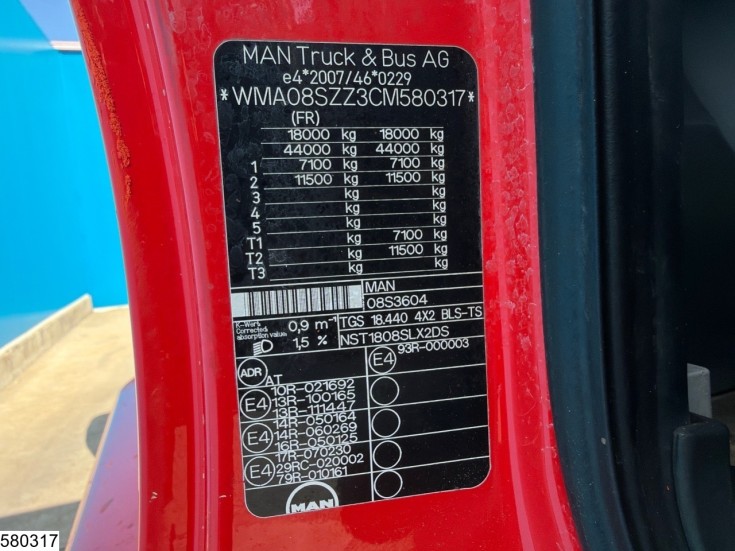 MAN Truck & Bus AG
e4*2007/46*0229
*WMA08SZZ3CM580317*
(FR)
18000 kg 18000 kg
44000 kg 44000 kg
1 7100 kg 7100 kg
2 11500 kg 11500 kg
3 kg kg
4 kg kg
5 kg kg
T1 kg 7100 kg
T2 kg 11500 kg
T3 kg kg
MAN
08S3604
K-Wert
Corrected
absorption value 0,9 m⁻¹ TGS 18.440 4X2 BLS-TS
1,5 % NST1808SLX2DS
ADR AT E4 93R-000003
10R-021692
E4 13R-100165
13R-111447
14R-050164
E4 14R-060269
16R-050125
17R-070230
E4 29RC-020002
79R-010161
MAN
580317